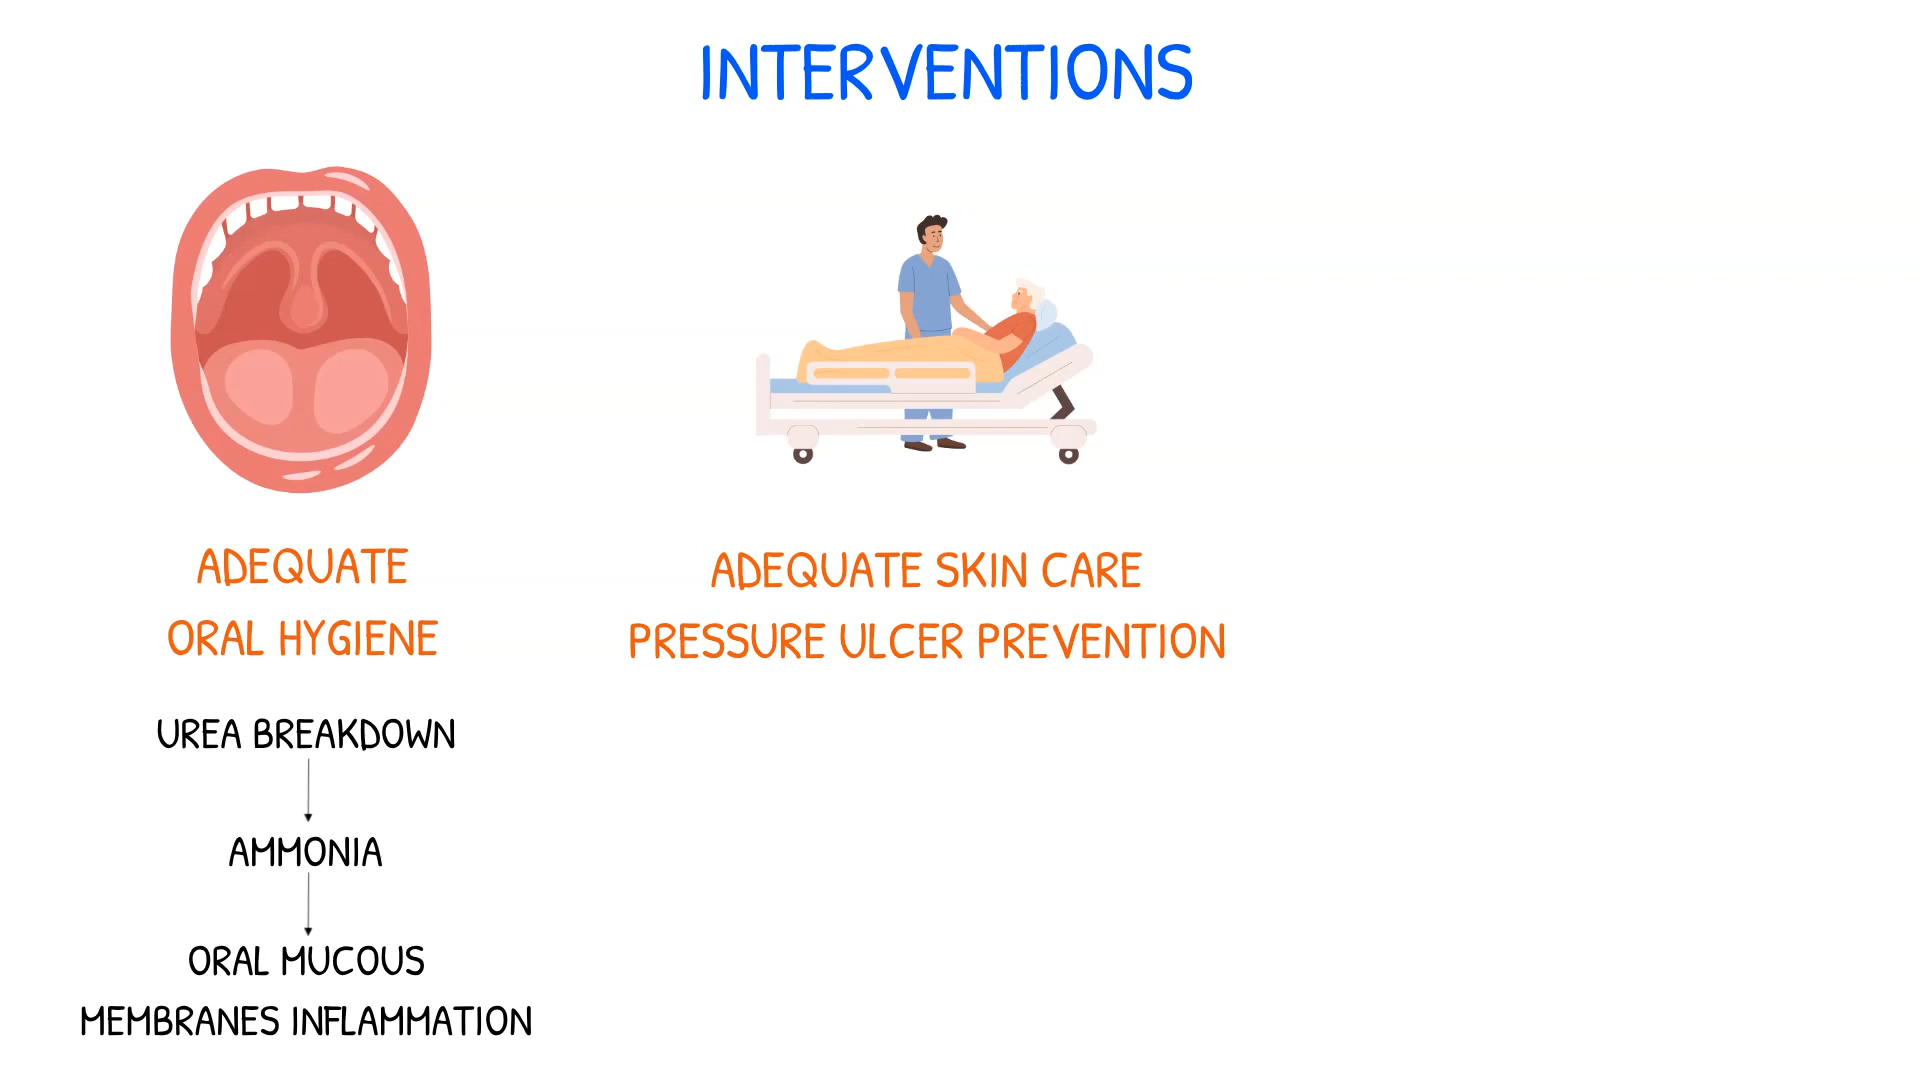 INTERVENTIONS
ADEQUATE
ORAL HYGIENE
UREA BREAKDOWN
AMMONIA
ORAL MUCOUS
MEMBRANES INFLAMMATION
ADEQUATE SKIN CARE
PRESSURE ULCER PREVENTION